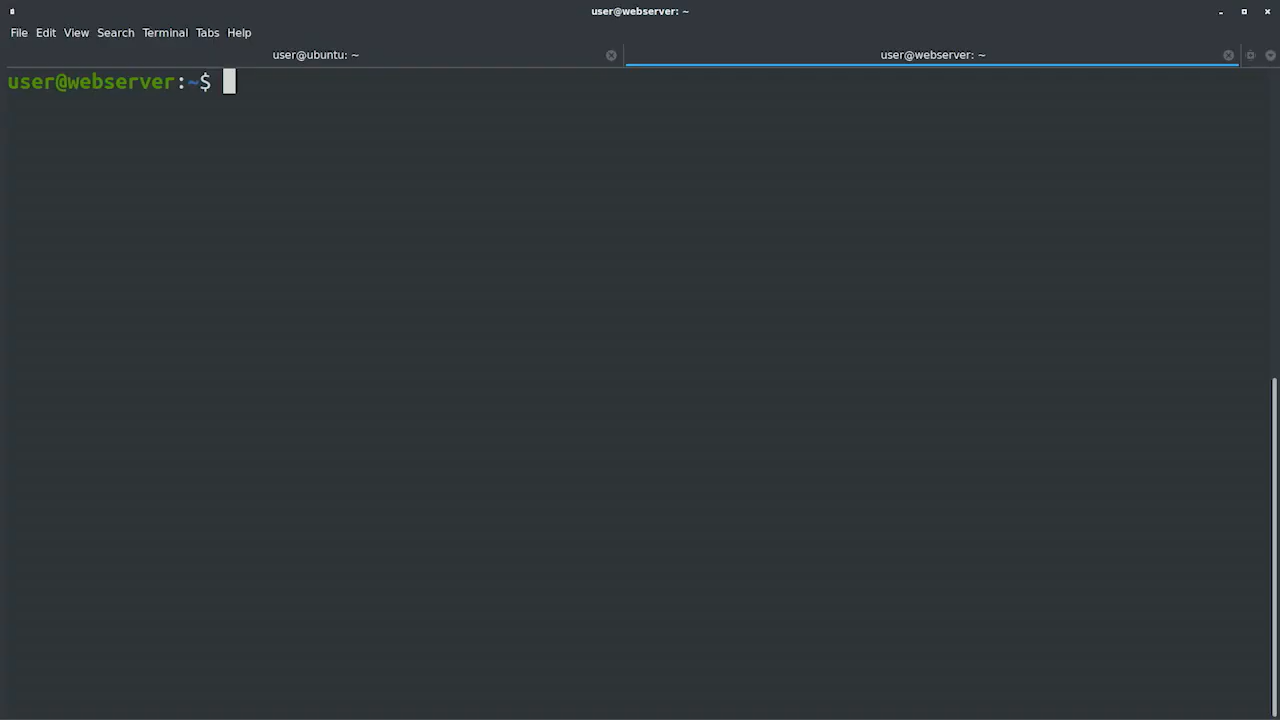 user@webserver: ~
File Edit View Search Terminal Tabs Help
user@ubuntu: ~ user@webserver: ~
user@webserver:~$